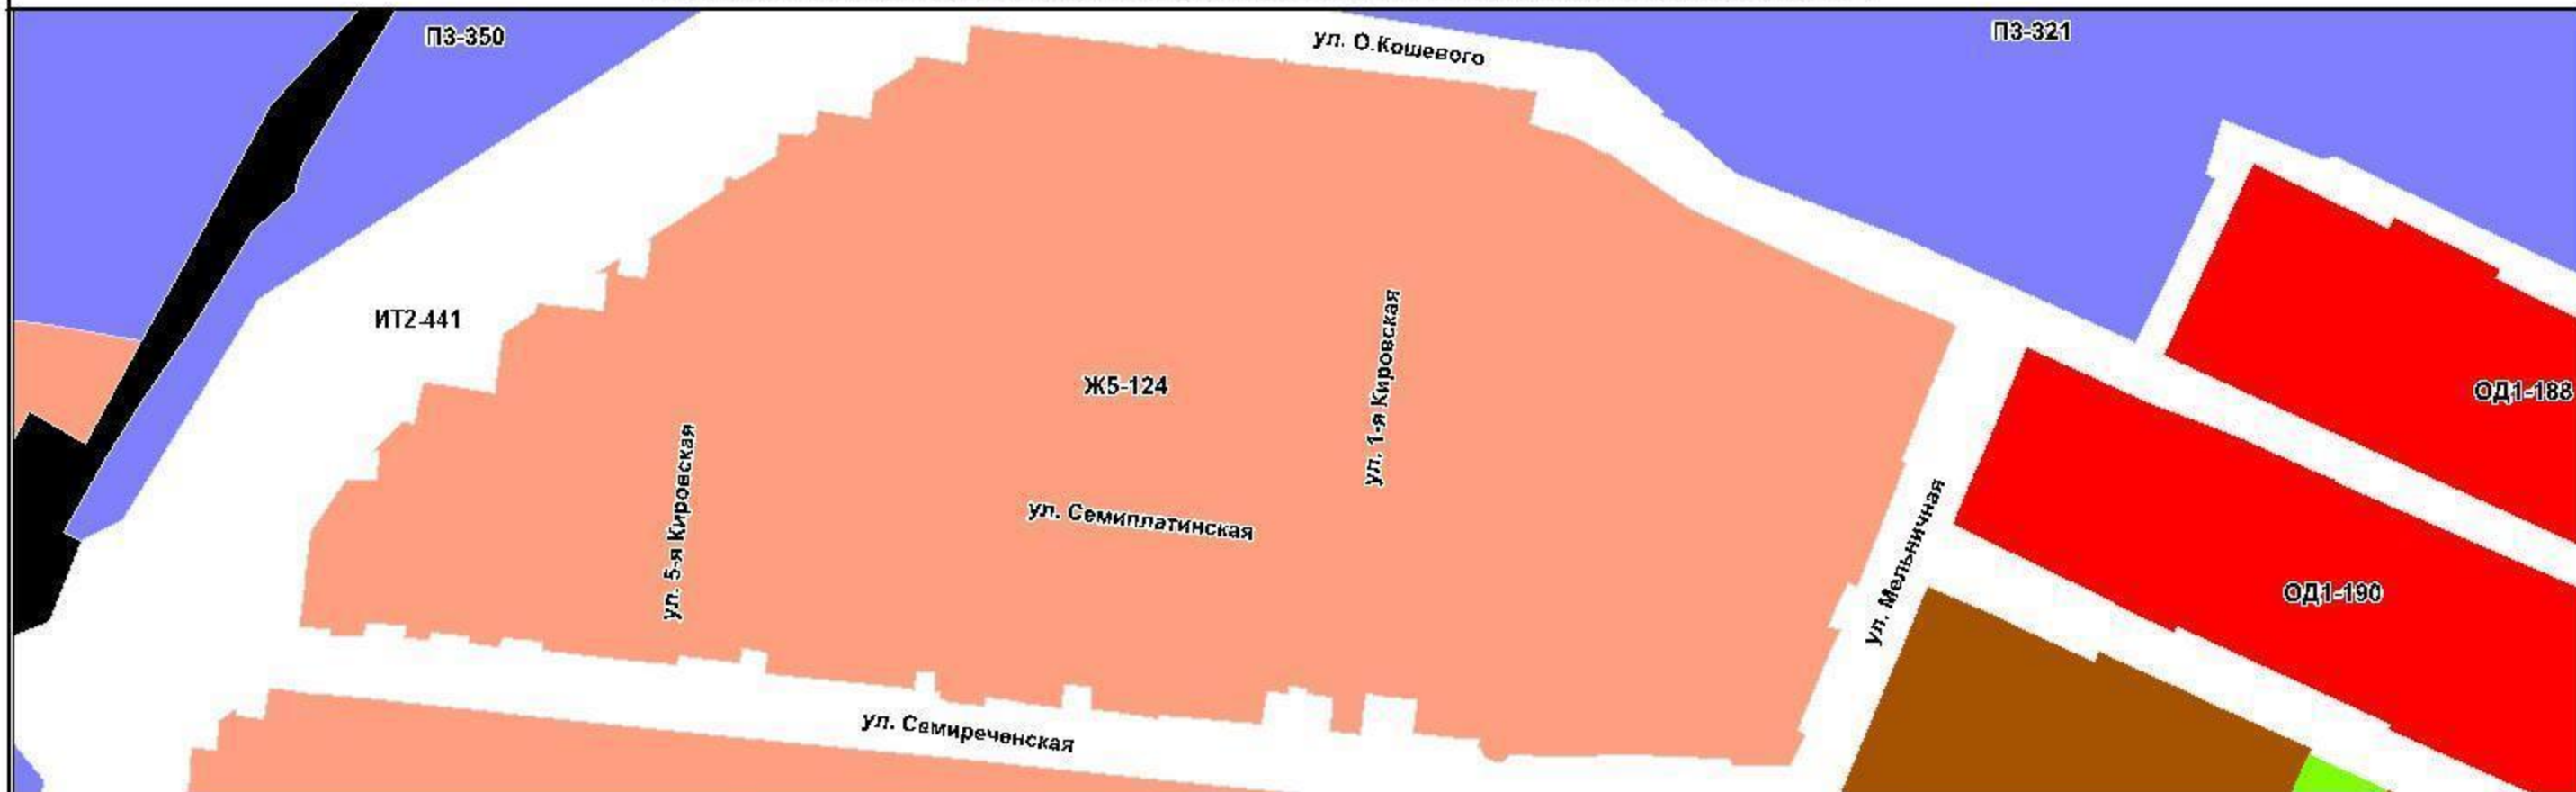 ПЗ-350
ПЗ-321
ул. О.Кошевого
ИТ2-441
Ж5-124
ул. 1-я Кировская
ОД1-188
ул. 5-я Кировская
ул. Семиплатинская
ул. Мельничная
ОД1-190
ул. Семиреченская